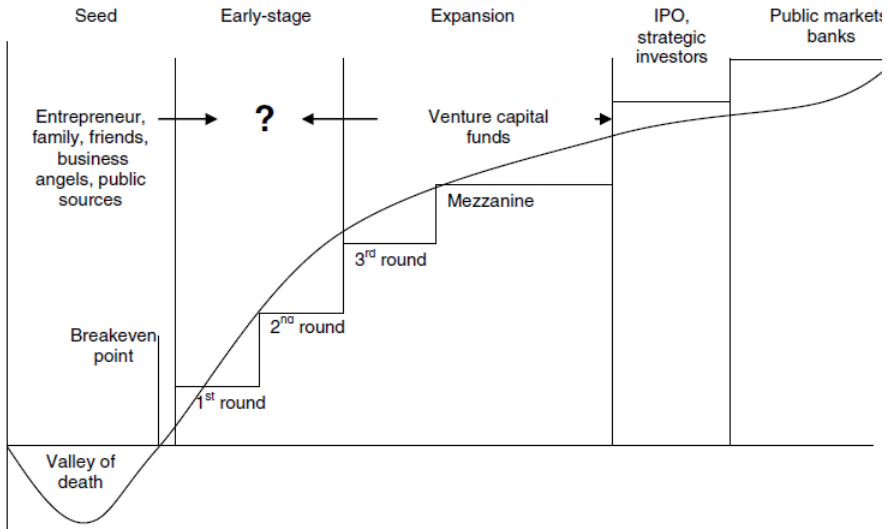 Seed
Early-stage
Expansion
IPO,
strategic
investors
Public markets
banks
Entrepreneur,
family, friends,
business
angels, public
sources
?
Venture capital
funds
Mezzanine
3rd round
2nd round
Breakeven
point
1st round
Valley of
death